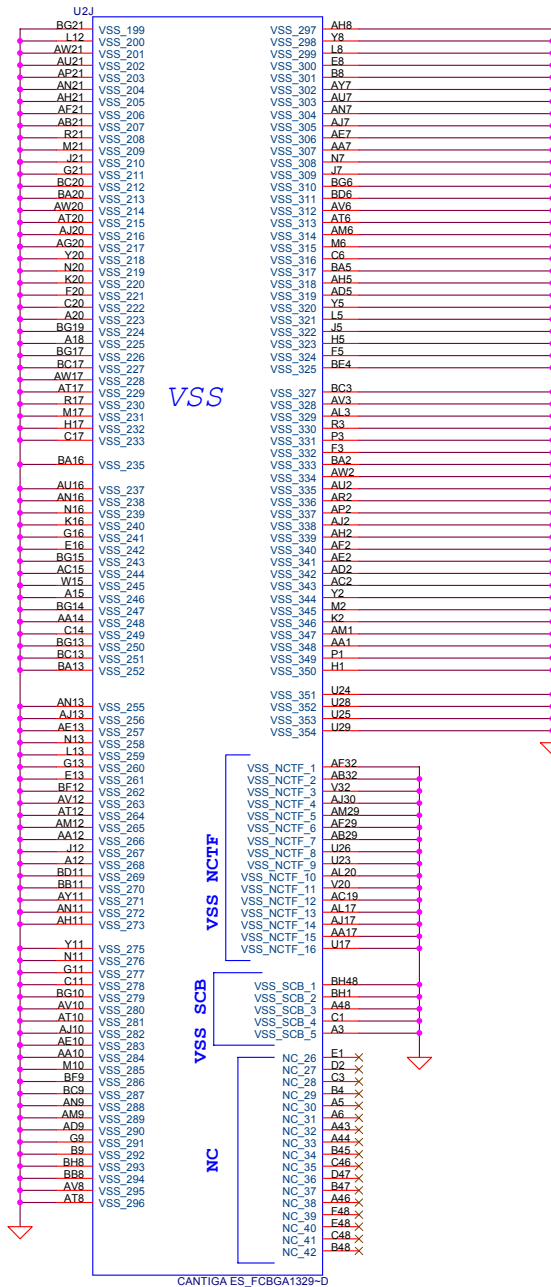 U2J
BG21 VSS_199
L12 VSS_200
AW21 VSS_201
AU21 VSS_202
AP21 VSS_203
AN21 VSS_204
AH21 VSS_205
AF21 VSS_206
AB21 VSS_207
R21 VSS_208
M21 VSS_209
J21 VSS_210
G21 VSS_211
BC20 VSS_212
BA20 VSS_213
AW20 VSS_214
AT20 VSS_215
AJ20 VSS_216
AG20 VSS_217
Y20 VSS_218
N20 VSS_219
K20 VSS_220
F20 VSS_221
C20 VSS_222
A20 VSS_223
BG19 VSS_224
A18 VSS_225
BG17 VSS_226
BC17 VSS_227
AW17 VSS_228
AT17 VSS_229
R17 VSS_230
M17 VSS_231
H17 VSS_232
C17 VSS_233
BA16 VSS_235
AU16 VSS_237
AN16 VSS_238
N16 VSS_239
K16 VSS_240
G16 VSS_241
E16 VSS_242
BG15 VSS_243
AC15 VSS_244
W15 VSS_245
A15 VSS_246
BG14 VSS_247
AA14 VSS_248
C14 VSS_249
BG13 VSS_250
BC13 VSS_251
BA13 VSS_252
AN13 VSS_255
AJ13 VSS_256
AE13 VSS_257
N13 VSS_258
L13 VSS_259
G13 VSS_260
E13 VSS_261
BF12 VSS_262
AV12 VSS_263
AT12 VSS_264
AM12 VSS_265
AA12 VSS_266
J12 VSS_267
A12 VSS_268
BD11 VSS_269
BB11 VSS_270
AY11 VSS_271
AN11 VSS_272
AH11 VSS_273
Y11 VSS_275
N11 VSS_276
G11 VSS_277
C11 VSS_278
BG10 VSS_279
AV10 VSS_280
AT10 VSS_281
AJ10 VSS_282
AE10 VSS_283
AA10 VSS_284
M10 VSS_285
BF9 VSS_286
BC9 VSS_287
AN9 VSS_288
AM9 VSS_289
AD9 VSS_290
G9 VSS_291
B9 VSS_292
BH8 VSS_293
BB8 VSS_294
AV8 VSS_295
AT8 VSS_296
VSS
VSS_297 AH8
VSS_298 Y8
VSS_299 L8
VSS_300 E8
VSS_301 B8
VSS_302 AY7
VSS_303 AU7
VSS_304 AN7
VSS_305 AJ7
VSS_306 AE7
VSS_307 AA7
VSS_308 N7
VSS_309 J7
VSS_310 BG6
VSS_311 BD6
VSS_312 AV6
VSS_313 AT6
VSS_314 AM6
VSS_315 M6
VSS_316 C6
VSS_317 BA5
VSS_318 AH5
VSS_319 AD5
VSS_320 Y5
VSS_321 L5
VSS_322 J5
VSS_323 H5
VSS_324 F5
VSS_325 BE4
VSS_327 BC3
VSS_328 AV3
VSS_329 AL3
VSS_330 R3
VSS_331 P3
VSS_332 F3
VSS_333 BA2
VSS_334 AW2
VSS_335 AU2
VSS_336 AR2
VSS_337 AP2
VSS_338 AJ2
VSS_339 AH2
VSS_340 AF2
VSS_341 AE2
VSS_342 AD2
VSS_343 AC2
VSS_344 Y2
VSS_345 M2
VSS_346 K2
VSS_347 AM1
VSS_348 AA1
VSS_349 P1
VSS_350 H1
VSS_351 U24
VSS_352 U28
VSS_353 U25
VSS_354 U29
VSS NCTF
VSS_NCTF_1 AF32
VSS_NCTF_2 AB32
VSS_NCTF_3 V32
VSS_NCTF_4 AJ30
VSS_NCTF_5 AM29
VSS_NCTF_6 AF29
VSS_NCTF_7 AB29
VSS_NCTF_8 U26
VSS_NCTF_9 U23
VSS_NCTF_10 AL20
VSS_NCTF_11 V20
VSS_NCTF_12 AC19
VSS_NCTF_13 AL17
VSS_NCTF_14 AJ17
VSS_NCTF_15 AA17
VSS_NCTF_16 U17
VSS SCB
VSS_SCB_1 BH48
VSS_SCB_2 BH1
VSS_SCB_3 A48
VSS_SCB_4 C1
VSS_SCB_5 A3
NC
NC_26 E1
NC_27 D2
NC_28 C3
NC_29 B4
NC_30 A5
NC_31 A6
NC_32 A43
NC_33 A44
NC_34 B45
NC_35 C46
NC_36 D47
NC_37 B47
NC_38 A46
NC_39 F48
NC_40 E48
NC_41 C48
NC_42 B48
CANTIGA ES_FCBGA1329~D